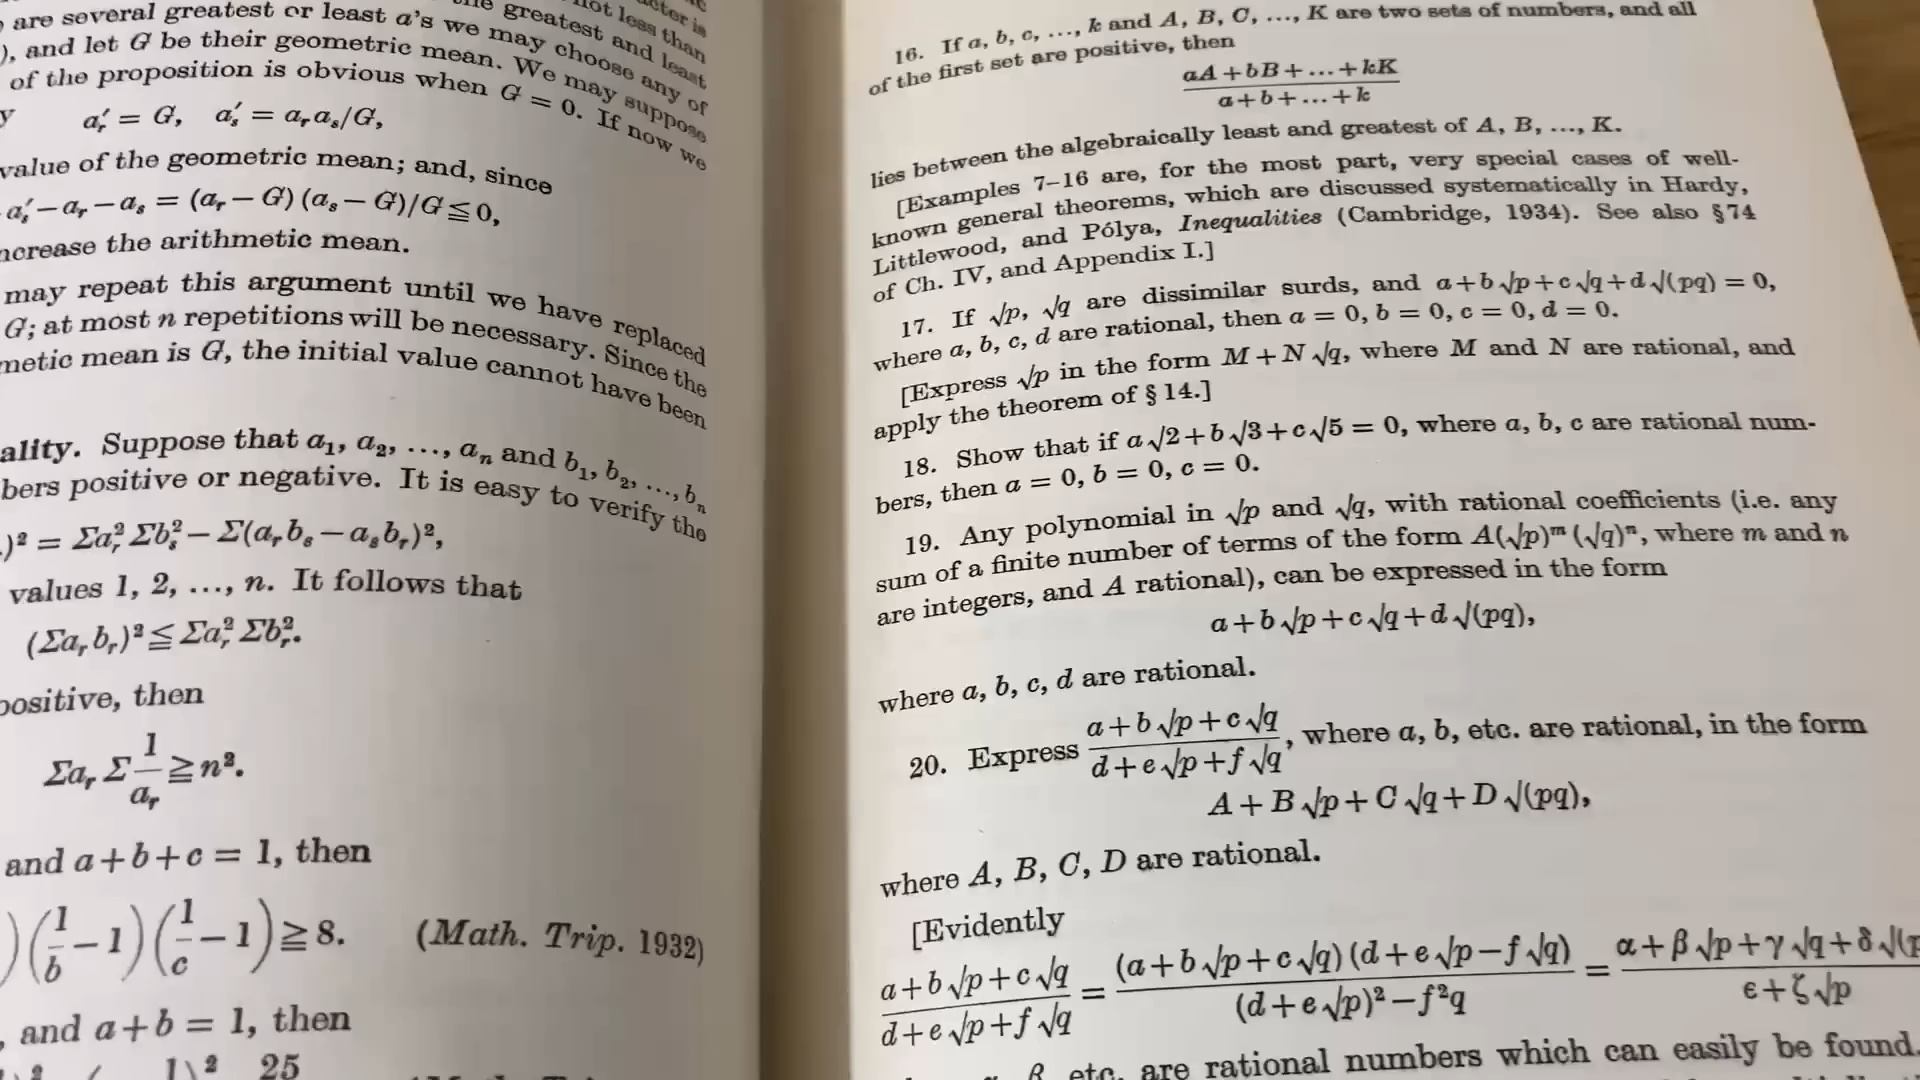 acter is
not less than
the greatest and least
are several greatest or least a's we may choose any of
), and let G be their geometric mean. We may suppose
of the proposition is obvious when G = 0. If now we
y a′ᵣ = G, a′ₛ = aᵣaₛ/G,
value of the geometric mean; and, since
a′ₛ − aᵣ − aₛ = (aᵣ − G) (aₛ − G)/G ≦ 0,
ncrease the arithmetic mean.
may repeat this argument until we have replaced
G; at most n repetitions will be necessary. Since the
metic mean is G, the initial value cannot have been
ality. Suppose that a₁, a₂, ..., aₙ and b₁, b₂, ..., bₙ
bers positive or negative. It is easy to verify the
)² = Σaᵣ² Σbₛ² − Σ(aᵣbₛ − aₛbᵣ)²,
values 1, 2, ..., n. It follows that
(Σaᵣbᵣ)² ≦ Σaᵣ² Σbᵣ².
positive, then
Σaᵣ Σ 1/aᵣ ≧ n².
and a+b+c = 1, then
)(1/b − 1)(1/c − 1) ≧ 8. (Math. Trip. 1932)
, and a+b = 1, then
25
16. If a, b, c, ..., k and A, B, C, ..., K are two sets of numbers, and all
of the first set are positive, then
aA+bB+...+kK
a+b+...+k
lies between the algebraically least and greatest of A, B, ..., K.
[Examples 7–16 are, for the most part, very special cases of well-
known general theorems, which are discussed systematically in Hardy,
Littlewood, and Pólya, Inequalities (Cambridge, 1934). See also §74
of Ch. IV, and Appendix I.]
17. If √p, √q are dissimilar surds, and a+b√p+c√q+d√(pq) = 0,
where a, b, c, d are rational, then a = 0, b = 0, c = 0, d = 0.
[Express √p in the form M+N√q, where M and N are rational, and
apply the theorem of § 14.]
18. Show that if a√2+b√3+c√5 = 0, where a, b, c are rational num-
bers, then a = 0, b = 0, c = 0.
19. Any polynomial in √p and √q, with rational coefficients (i.e. any
sum of a finite number of terms of the form A(√p)ᵐ (√q)ⁿ, where m and n
are integers, and A rational), can be expressed in the form
a+b√p+c√q+d√(pq),
where a, b, c, d are rational.
20. Express (a+b√p+c√q)/(d+e√p+f√q), where a, b, etc. are rational, in the form
A+B√p+C√q+D√(pq),
where A, B, C, D are rational.
[Evidently
(a+b√p+c√q)/(d+e√p+f√q) = (a+b√p+c√q)(d+e√p−f√q)/((d+e√p)²−f²q) = α+β√p+γ√q+δ√(p/ε+ζ√p
β, etc. are rational numbers which can easily be found.